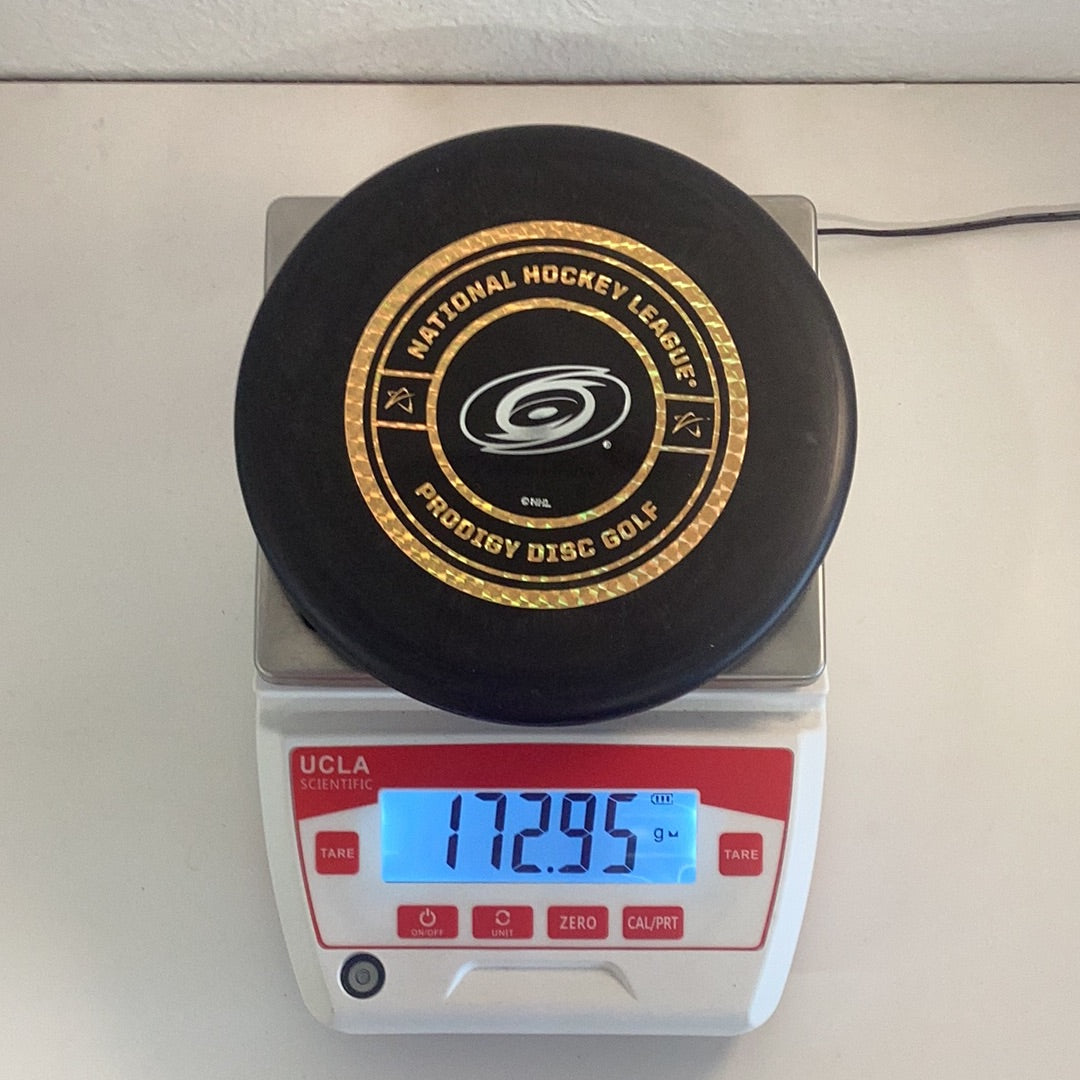 NATIONAL HOCKEY LEAGUE®
®
©NHL
PRODIGY DISC GOLF
UCLA
SCIENTIFIC
172.95 g
TARE
TARE
ON/OFF
UNIT
ZERO
CAL/PRT